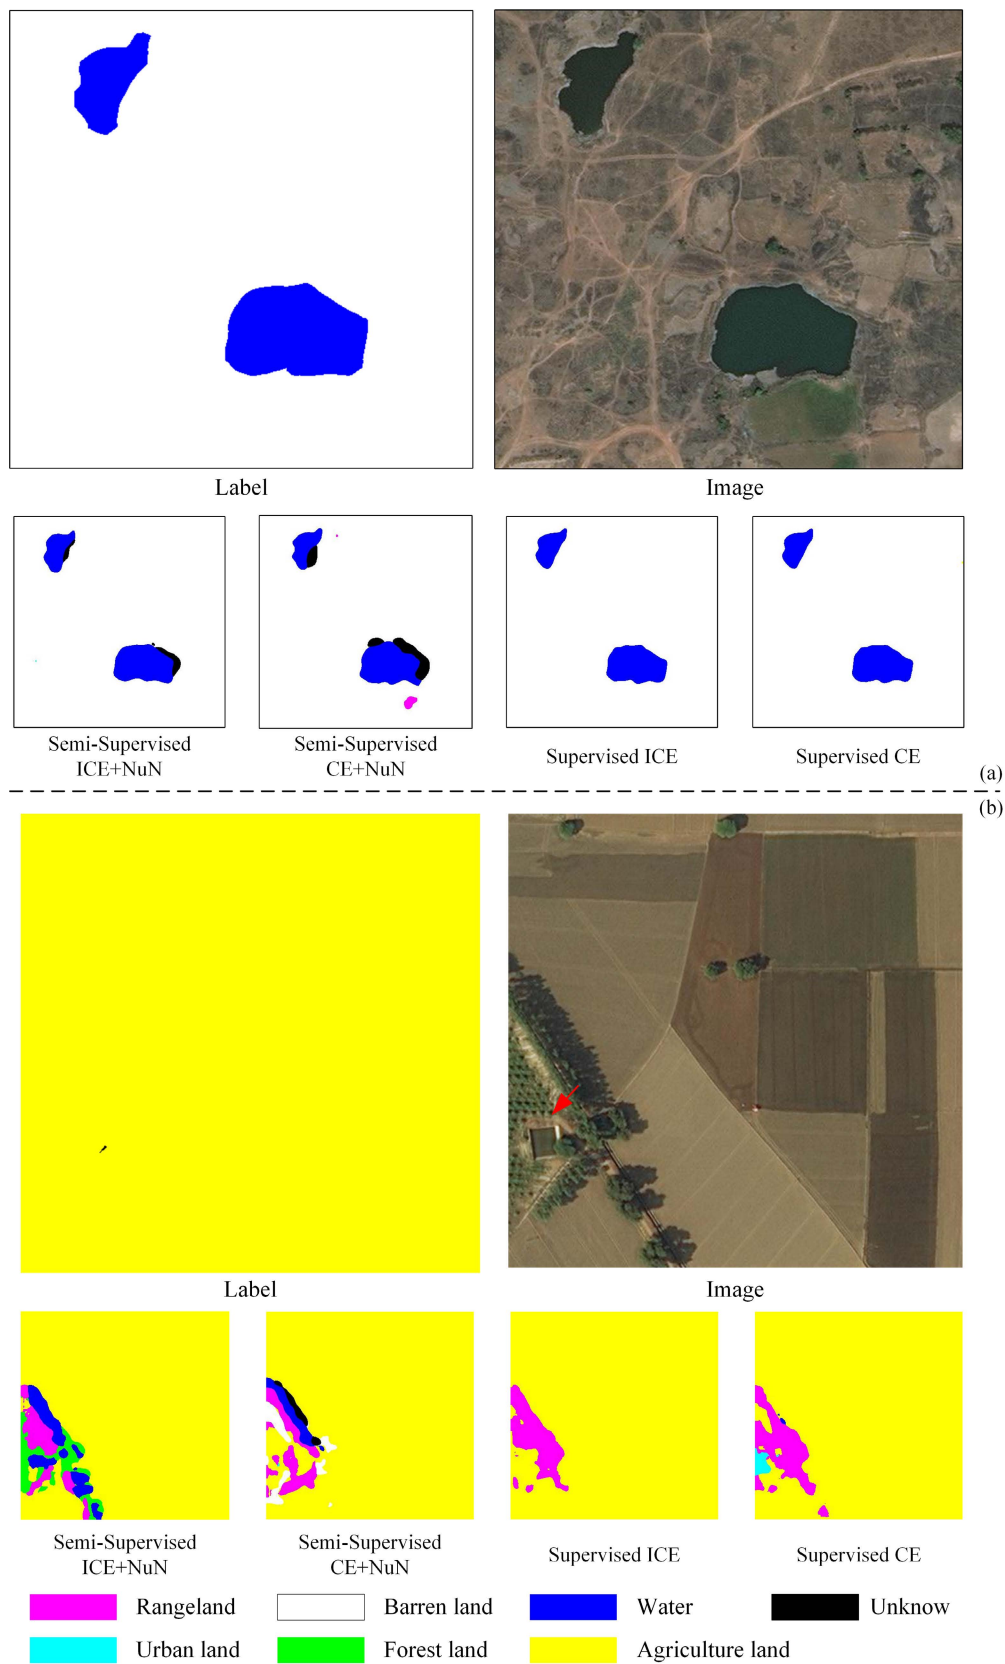 Label
Image
Semi-Supervised
ICE+NuN
Semi-Supervised
CE+NuN
Supervised ICE
Supervised CE
(a)
(b)
Label
Image
Semi-Supervised
ICE+NuN
Semi-Supervised
CE+NuN
Supervised ICE
Supervised CE
Rangeland
Barren land
Water
Unknow
Urban land
Forest land
Agriculture land